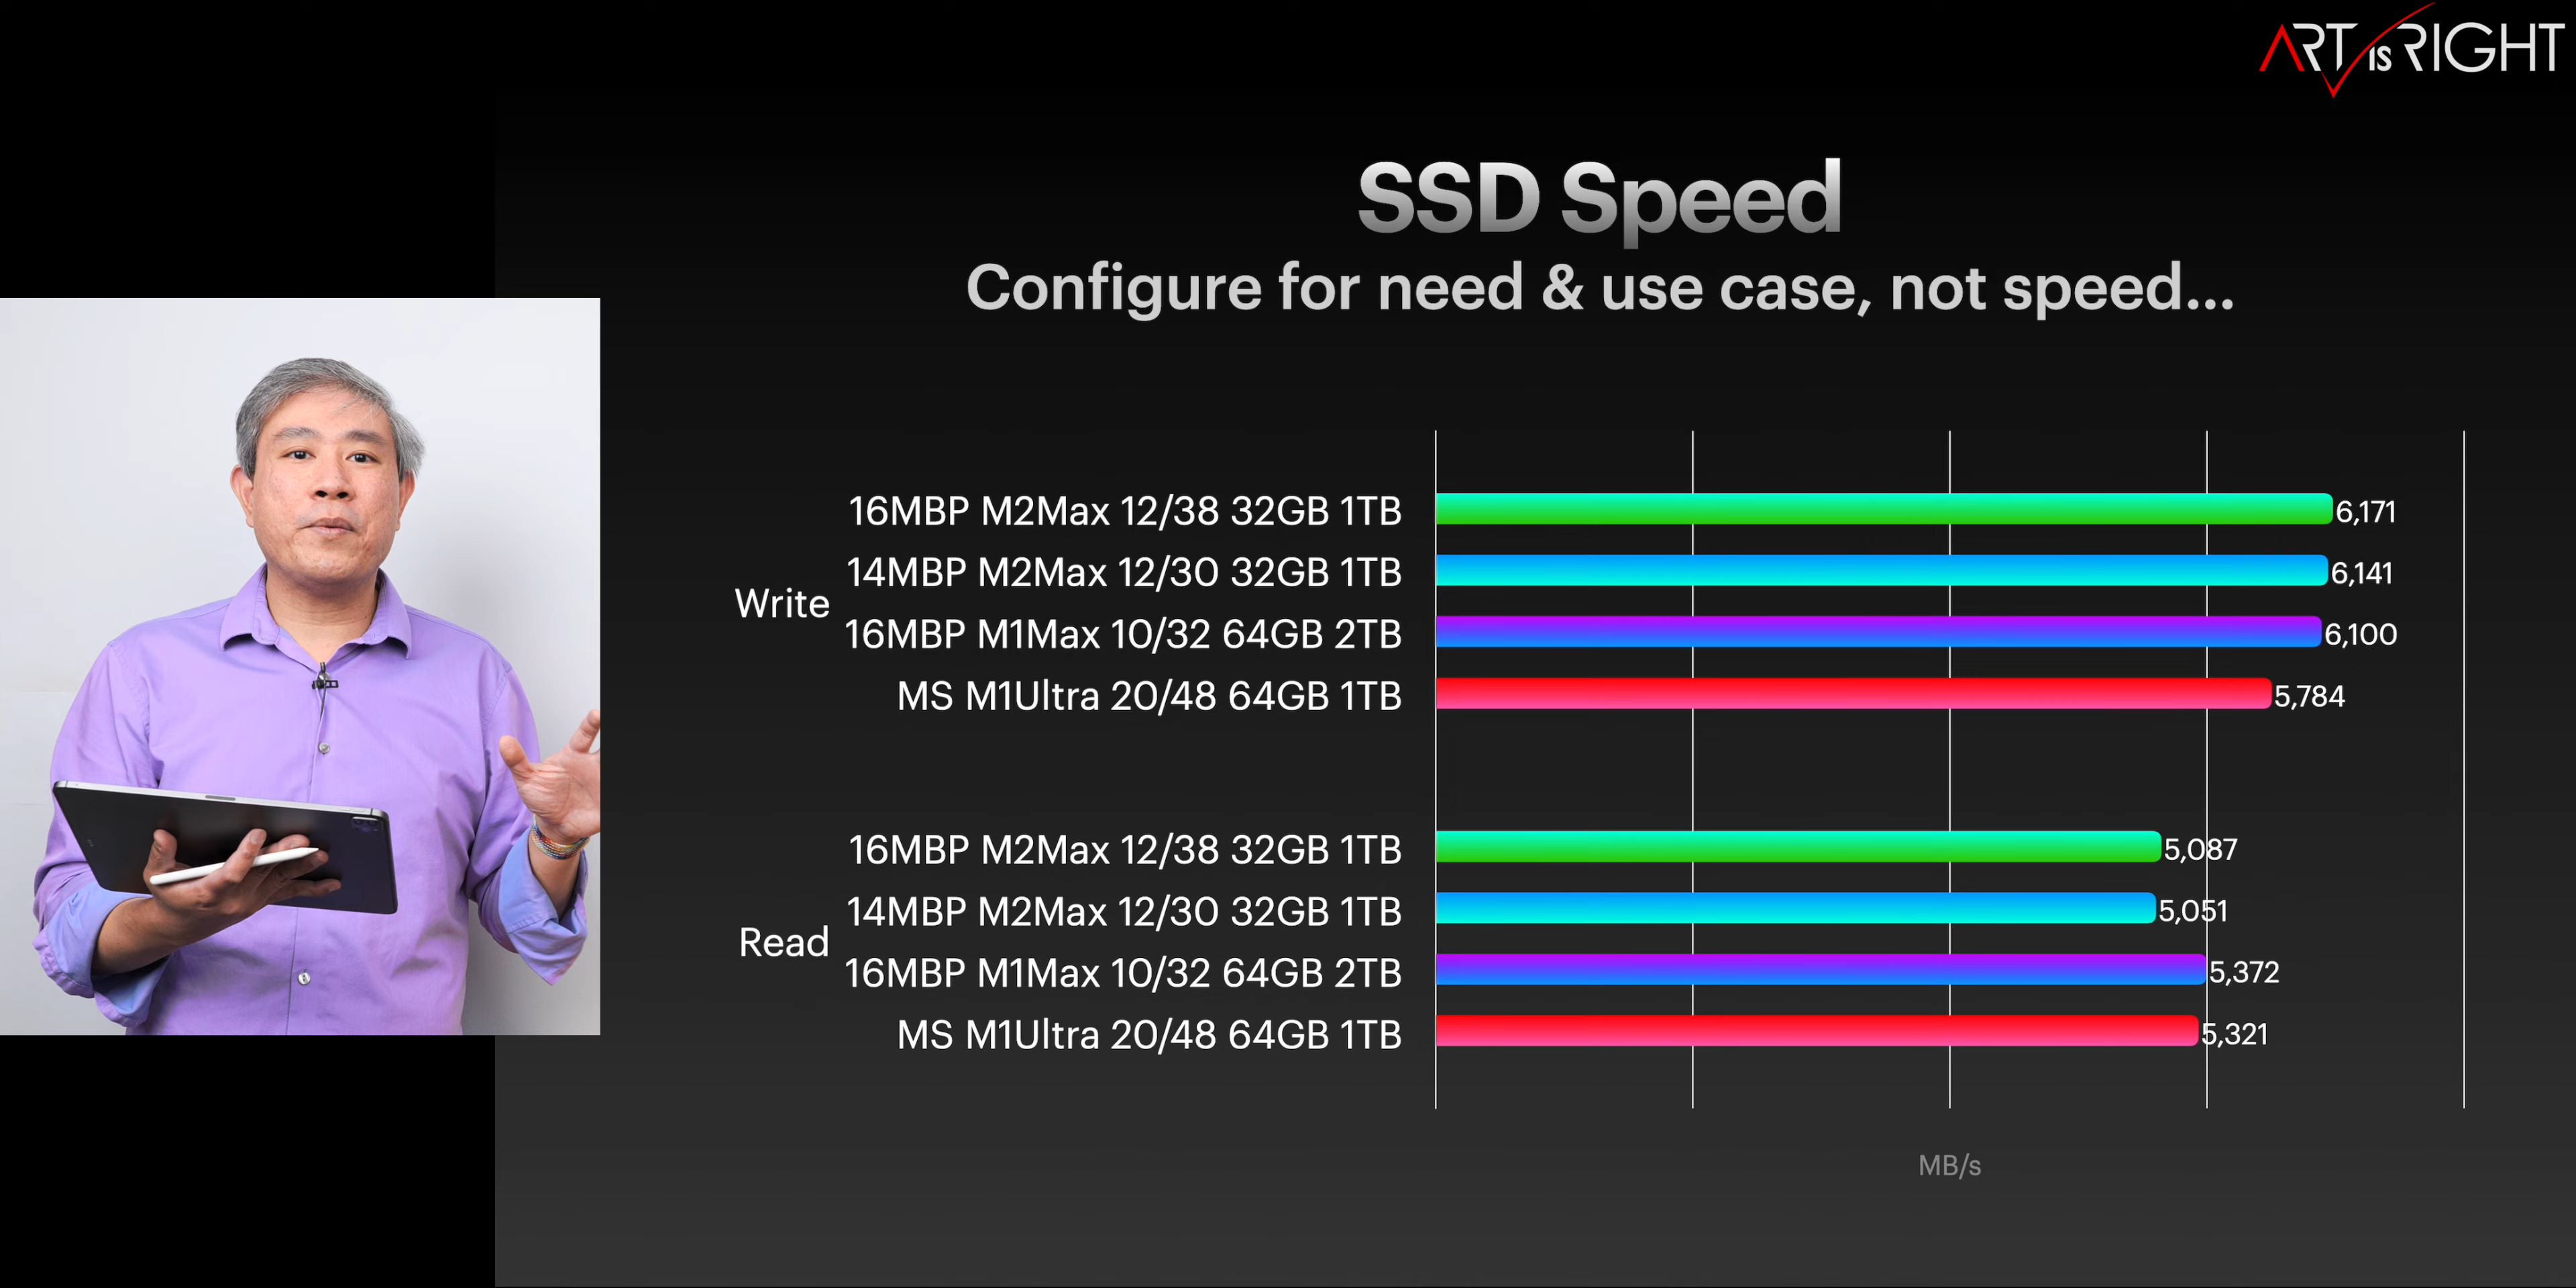 ART IS RIGHT
SSD Speed
Configure for need & use case, not speed...
Write
16MBP M2Max 12/38 32GB 1TB 6,171
14MBP M2Max 12/30 32GB 1TB 6,141
16MBP M1Max 10/32 64GB 2TB 6,100
MS M1Ultra 20/48 64GB 1TB 5,784
Read
16MBP M2Max 12/38 32GB 1TB 5,087
14MBP M2Max 12/30 32GB 1TB 5,051
16MBP M1Max 10/32 64GB 2TB 5,372
MS M1Ultra 20/48 64GB 1TB 5,321
MB/s